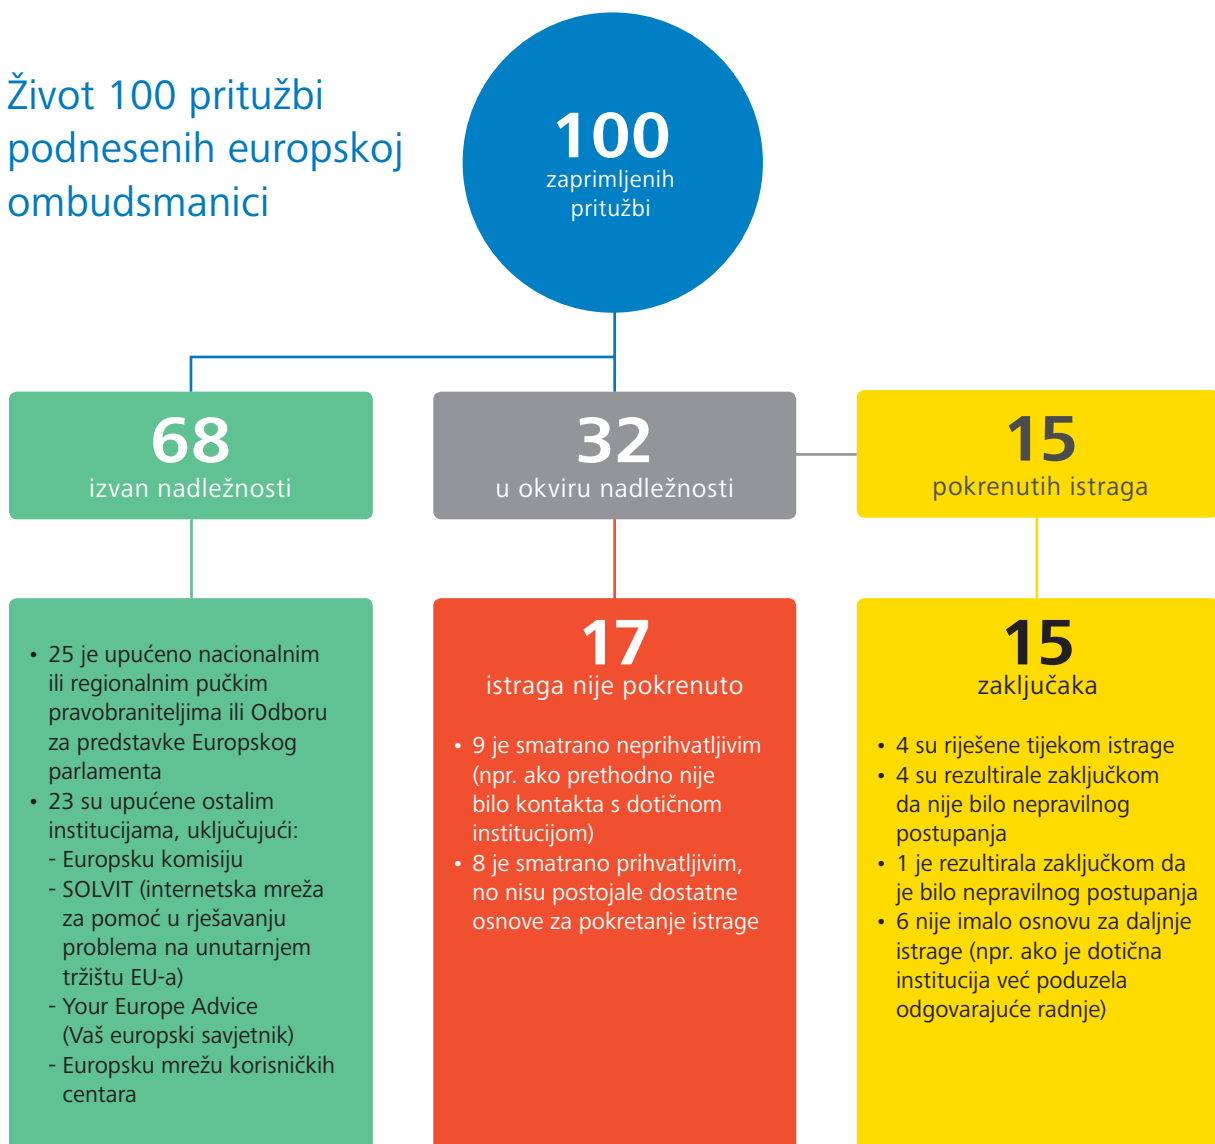 Život 100 pritužbi
podnesenih europskoj
ombudsmanici
100
zaprimljenih
pritužbi
68
izvan nadležnosti
32
u okviru nadležnosti
15
pokrenutih istraga
• 25 je upućeno nacionalnim
ili regionalnim pučkim
pravobraniteljima ili Odboru
za predstavke Europskog
parlamenta
• 23 su upućene ostalim
institucijama, uključujući:
- Europsku komisiju
- SOLVIT (internetska mreža
za pomoć u rješavanju
problema na unutarnjem
tržištu EU-a)
- Your Europe Advice
(Vaš europski savjetnik)
- Europsku mrežu korisničkih
centara
17
istraga nije pokrenuto
• 9 je smatrano neprihvatljivim
(npr. ako prethodno nije
bilo kontakta s dotičnom
institucijom)
• 8 je smatrano prihvatljivim,
no nisu postojale dostatne
osnove za pokretanje istrage
15
zaključaka
• 4 su riješene tijekom istrage
• 4 su rezultirale zaključkom
da nije bilo nepravilnog
postupanja
• 1 je rezultirala zaključkom da
je bilo nepravilnog postupanja
• 6 nije imalo osnovu za daljnje
istrage (npr. ako je dotična
institucija već poduzela
odgovarajuće radnje)